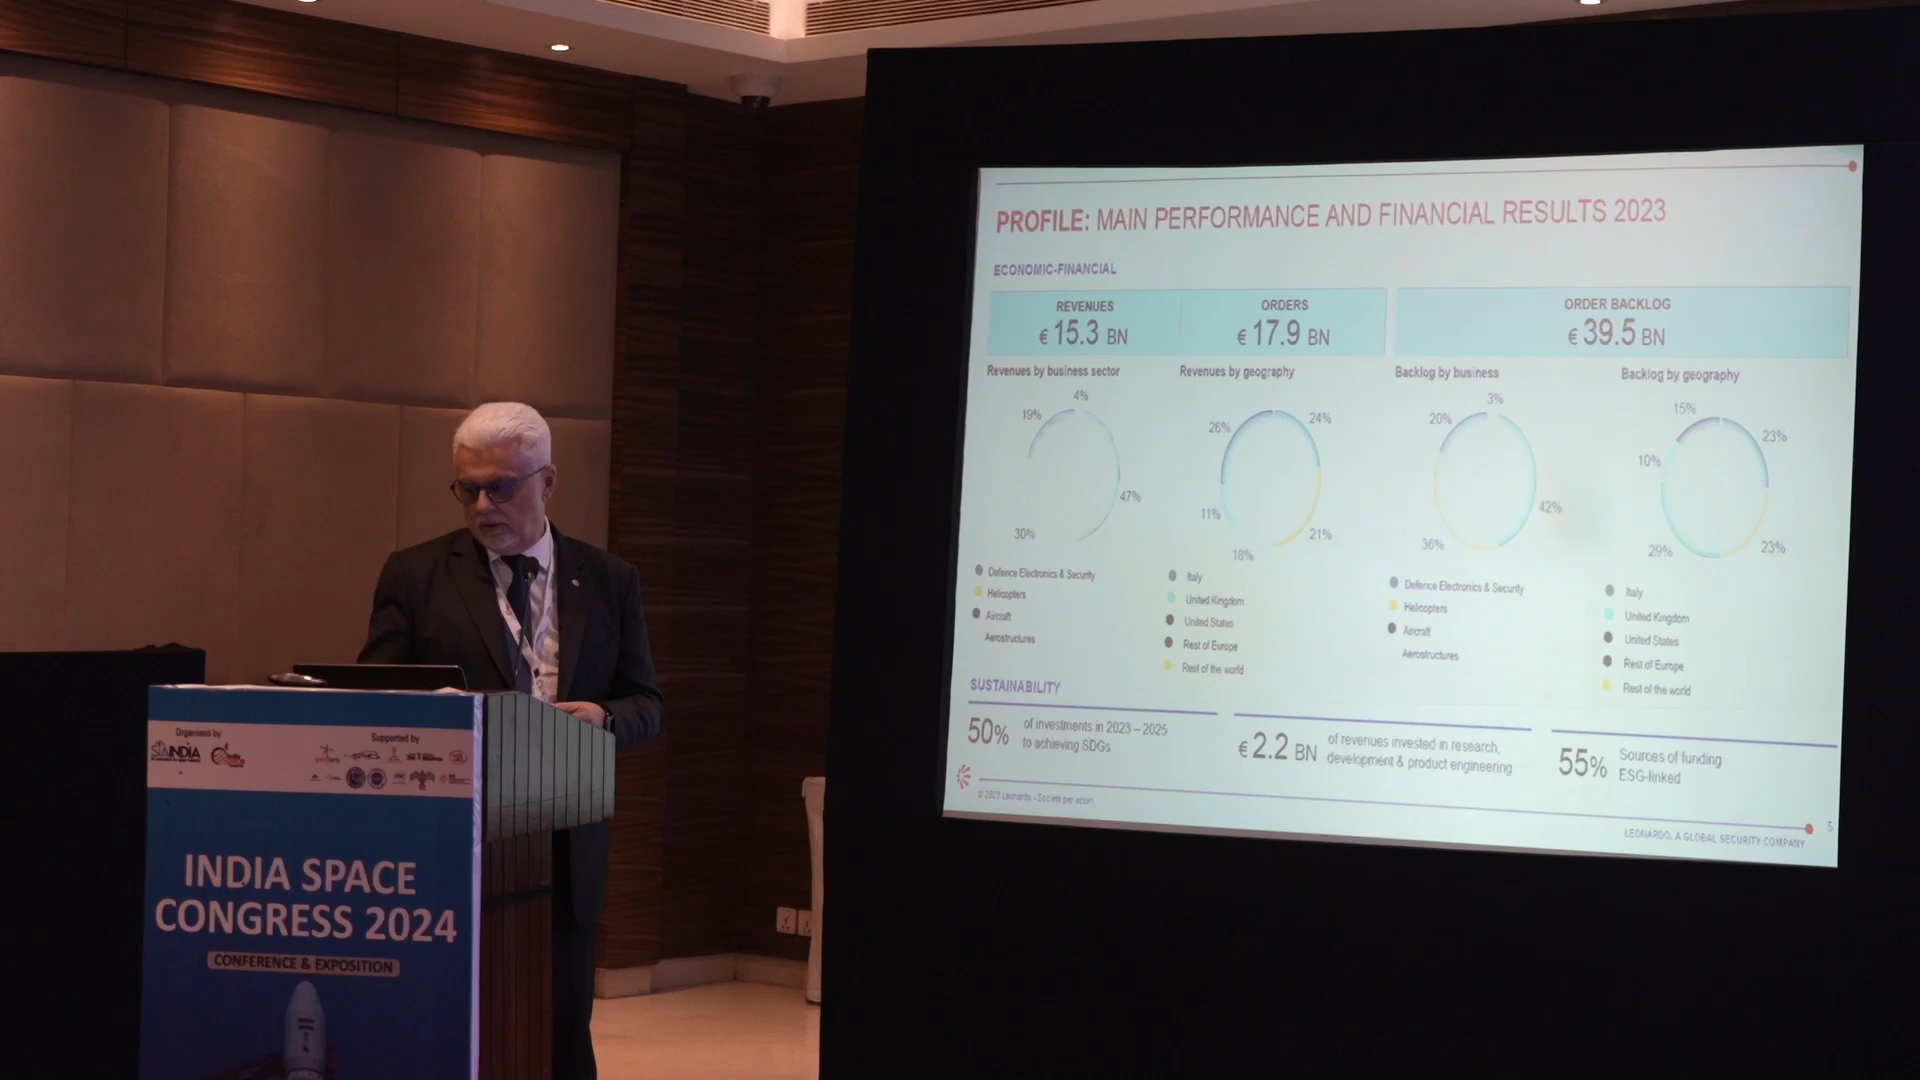 PROFILE: MAIN PERFORMANCE AND FINANCIAL RESULTS 2023
ECONOMIC-FINANCIAL
REVENUES
€ 15.3 BN
ORDERS
€ 17.9 BN
ORDER BACKLOG
€ 39.5 BN
Revenues by business sector
4%
19%
47%
30%
Defence Electronics & Security
Helicopters
Aircraft
Aerostructures
Revenues by geography
26%
24%
11%
21%
18%
Italy
United Kingdom
United States
Rest of Europe
Rest of the world
Backlog by business
3%
20%
42%
36%
Defence Electronics & Security
Helicopters
Aircraft
Aerostructures
Backlog by geography
15%
23%
10%
29%
23%
Italy
United Kingdom
United States
Rest of Europe
Rest of the world
SUSTAINABILITY
50% of investments in 2023 – 2025
to achieving SDGs
€ 2.2 BN of revenues invested in research,
development & product engineering
55% Sources of funding
ESG-linked
© 2023 Leonardo - Società per azioni
LEONARDO, A GLOBAL SECURITY COMPANY
5
Organised by
SIAINDIA
Supported by
INDIA SPACE
CONGRESS 2024
CONFERENCE & EXPOSITION